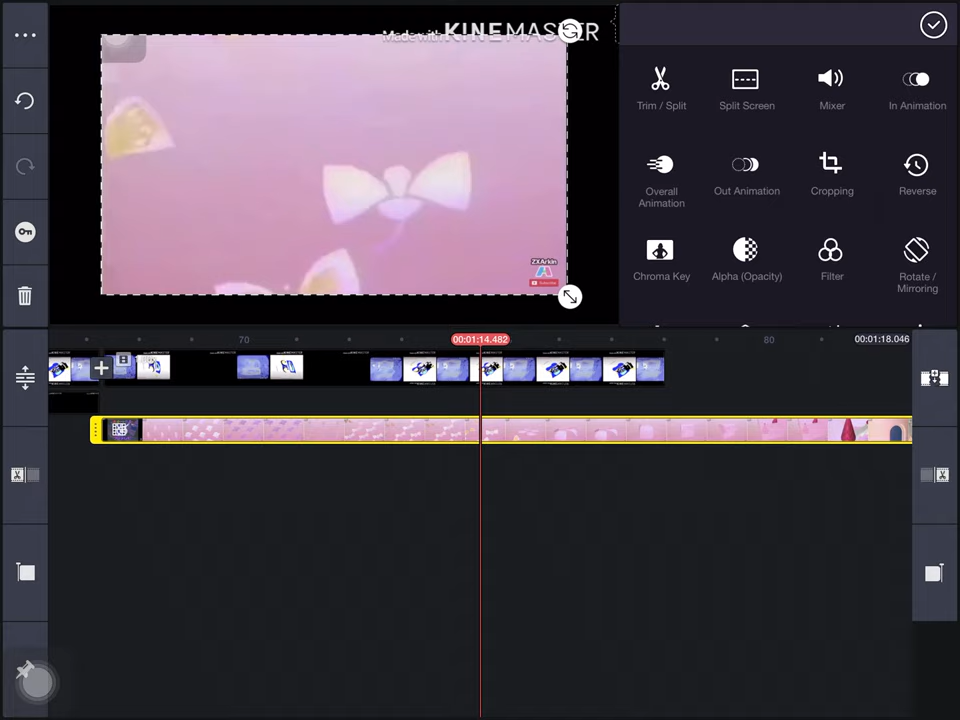 Made with KINEMASTER
Trim / Split
Split Screen
Mixer
In Animation
Overall Animation
Out Animation
Cropping
Reverse
Chroma Key
Alpha (Opacity)
Filter
Rotate / Mirroring
ZXArkin
Subscribe
70
00:01:14.482
80
00:01:18.046